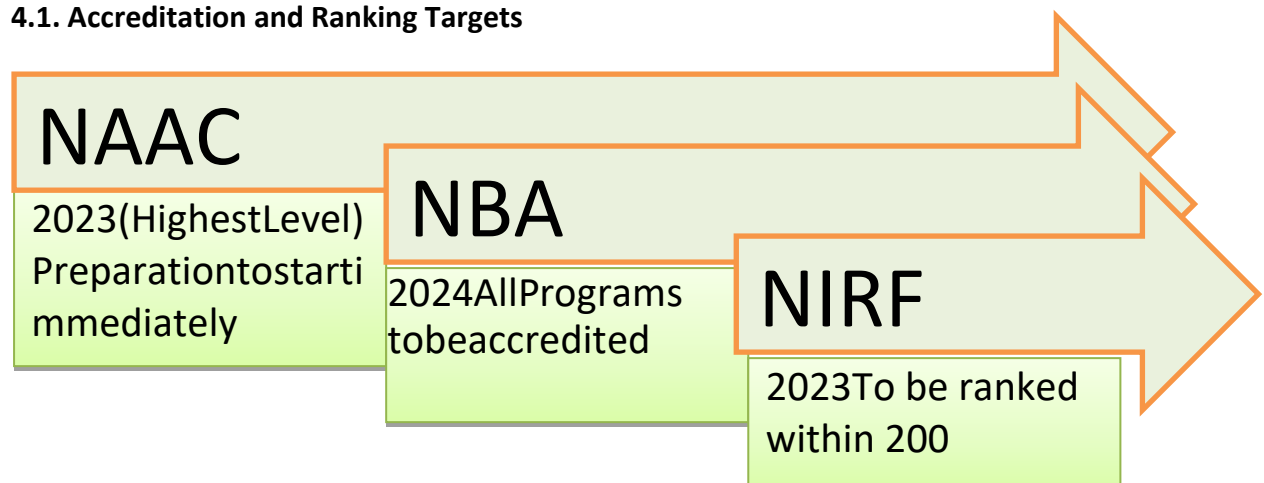 4.1. Accreditation and Ranking Targets
NAAC
2023(HighestLevel)
Preparationtostarti
mmediately
NBA
2024AllPrograms
tobeaccredited
NIRF
2023To be ranked
within 200